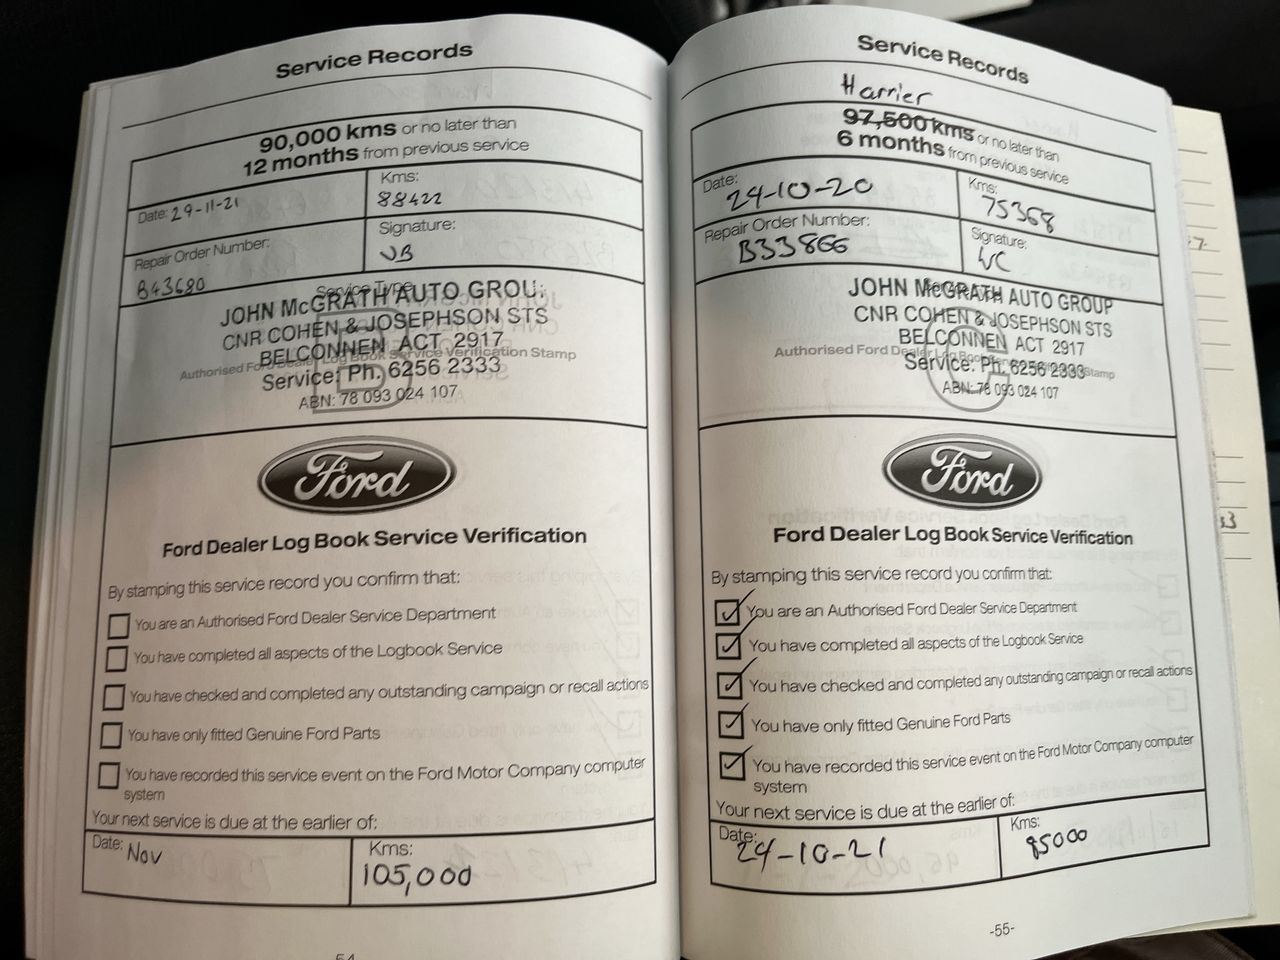 Service Records
90,000 kms or no later than
12 months from previous service
Date: 29-11-21
Kms:
88422
Repair Order Number:
B43680
Signature:
JB
Service Type
JOHN McGRATH AUTO GROU
CNR COHEN & JOSEPHSON STS
BELCONNEN ACT 2917
Authorised Ford Dealer Log Book Service Verification Stamp
Service: Ph. 6256 2333
ABN: 78 093 024 107
Ford
Ford Dealer Log Book Service Verification
By stamping this service record you confirm that:
You are an Authorised Ford Dealer Service Department
You have completed all aspects of the Logbook Service
You have checked and completed any outstanding campaign or recall actions
You have only fitted Genuine Ford Parts
You have recorded this service event on the Ford Motor Company computer
system
Your next service is due at the earlier of:
Date: Nov
Kms:
105,000
54
Service Records
Harrier
97,500 kms or no later than
6 months from previous service
Date:
24-10-20
Kms:
75368
Repair Order Number:
B33866
Signature:
JOHN McGRATH AUTO GROUP
CNR COHEN & JOSEPHSON STS
BELCONNEN ACT 2917
Authorised Ford Dealer Log Book Stamp
Service: Ph. 6256 2333
ABN: 78 093 024 107
Ford
Ford Dealer Log Book Service Verification
By stamping this service record you confirm that:
You are an Authorised Ford Dealer Service Department
You have completed all aspects of the Logbook Service
You have checked and completed any outstanding campaign or recall actions
You have only fitted Genuine Ford Parts
You have recorded this service event on the Ford Motor Company computer
system
Your next service is due at the earlier of:
Date:
24-10-21
Kms:
85000
-55-